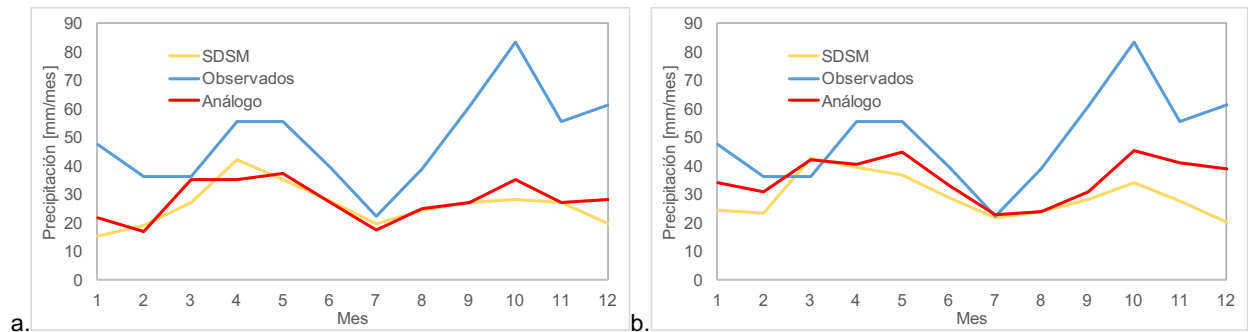 90
80
70
60
50
40
30
20
10
0
Precipitación [mm/mes]
SDSM
Observados
Análogo
1 2 3 4 5 6 7 8 9 10 11 12
Mes
a.
90
80
70
60
50
40
30
20
10
0
Precipitación [mm/mes]
SDSM
Observados
Análogo
1 2 3 4 5 6 7 8 9 10 11 12
Mes
b.